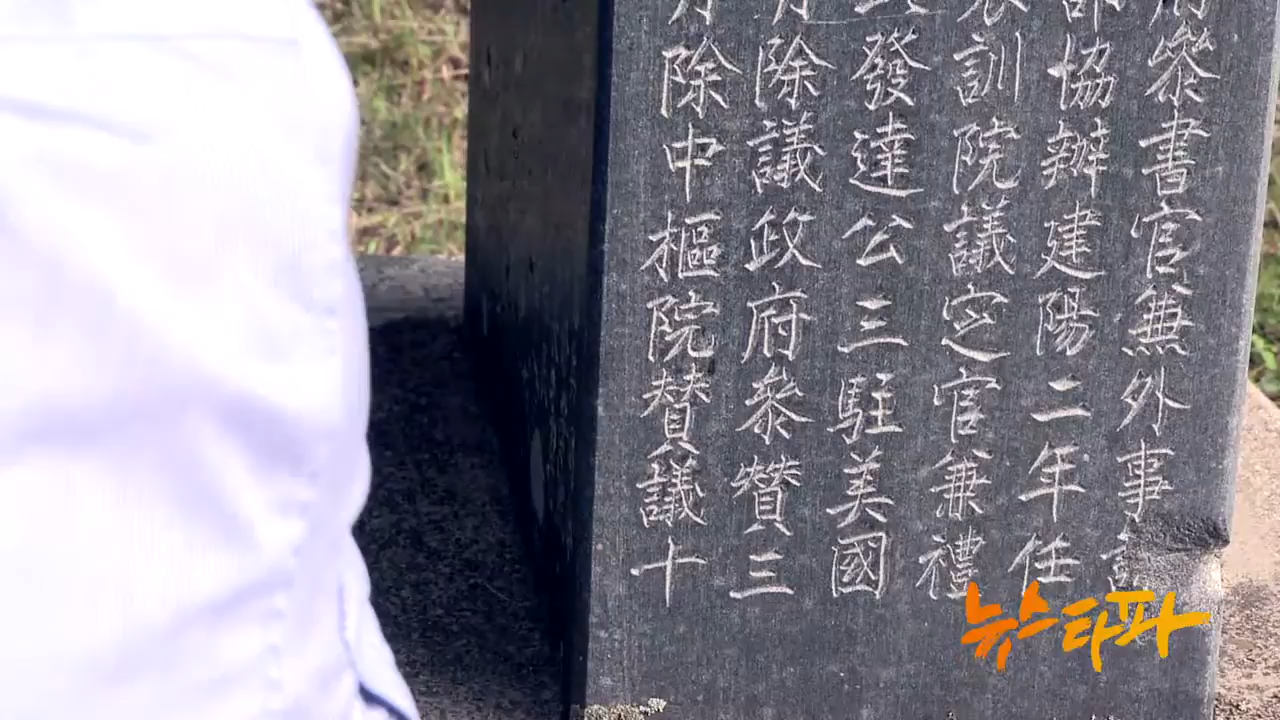 參書官兼外事
協辦建陽二年任
訓院議定官兼禮
發達公三駐美國
除議政府參贊三
除中樞院贊議十
뉴스타파